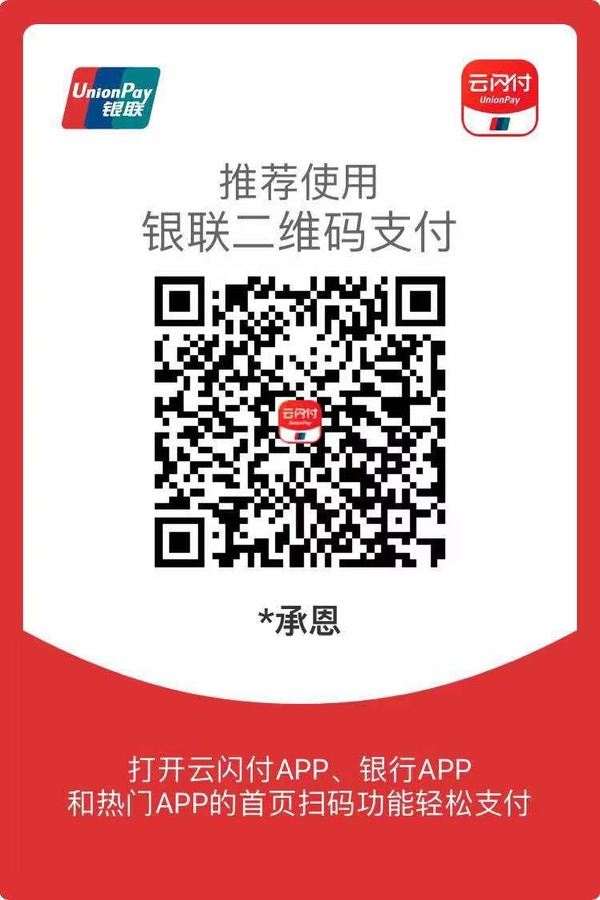 UnionPay
银联
云闪付
UnionPay
推荐使用
银联二维码支付
云闪付
UnionPay
*承恩
打开云闪付APP、银行APP
和热门APP的首页扫码功能轻松支付